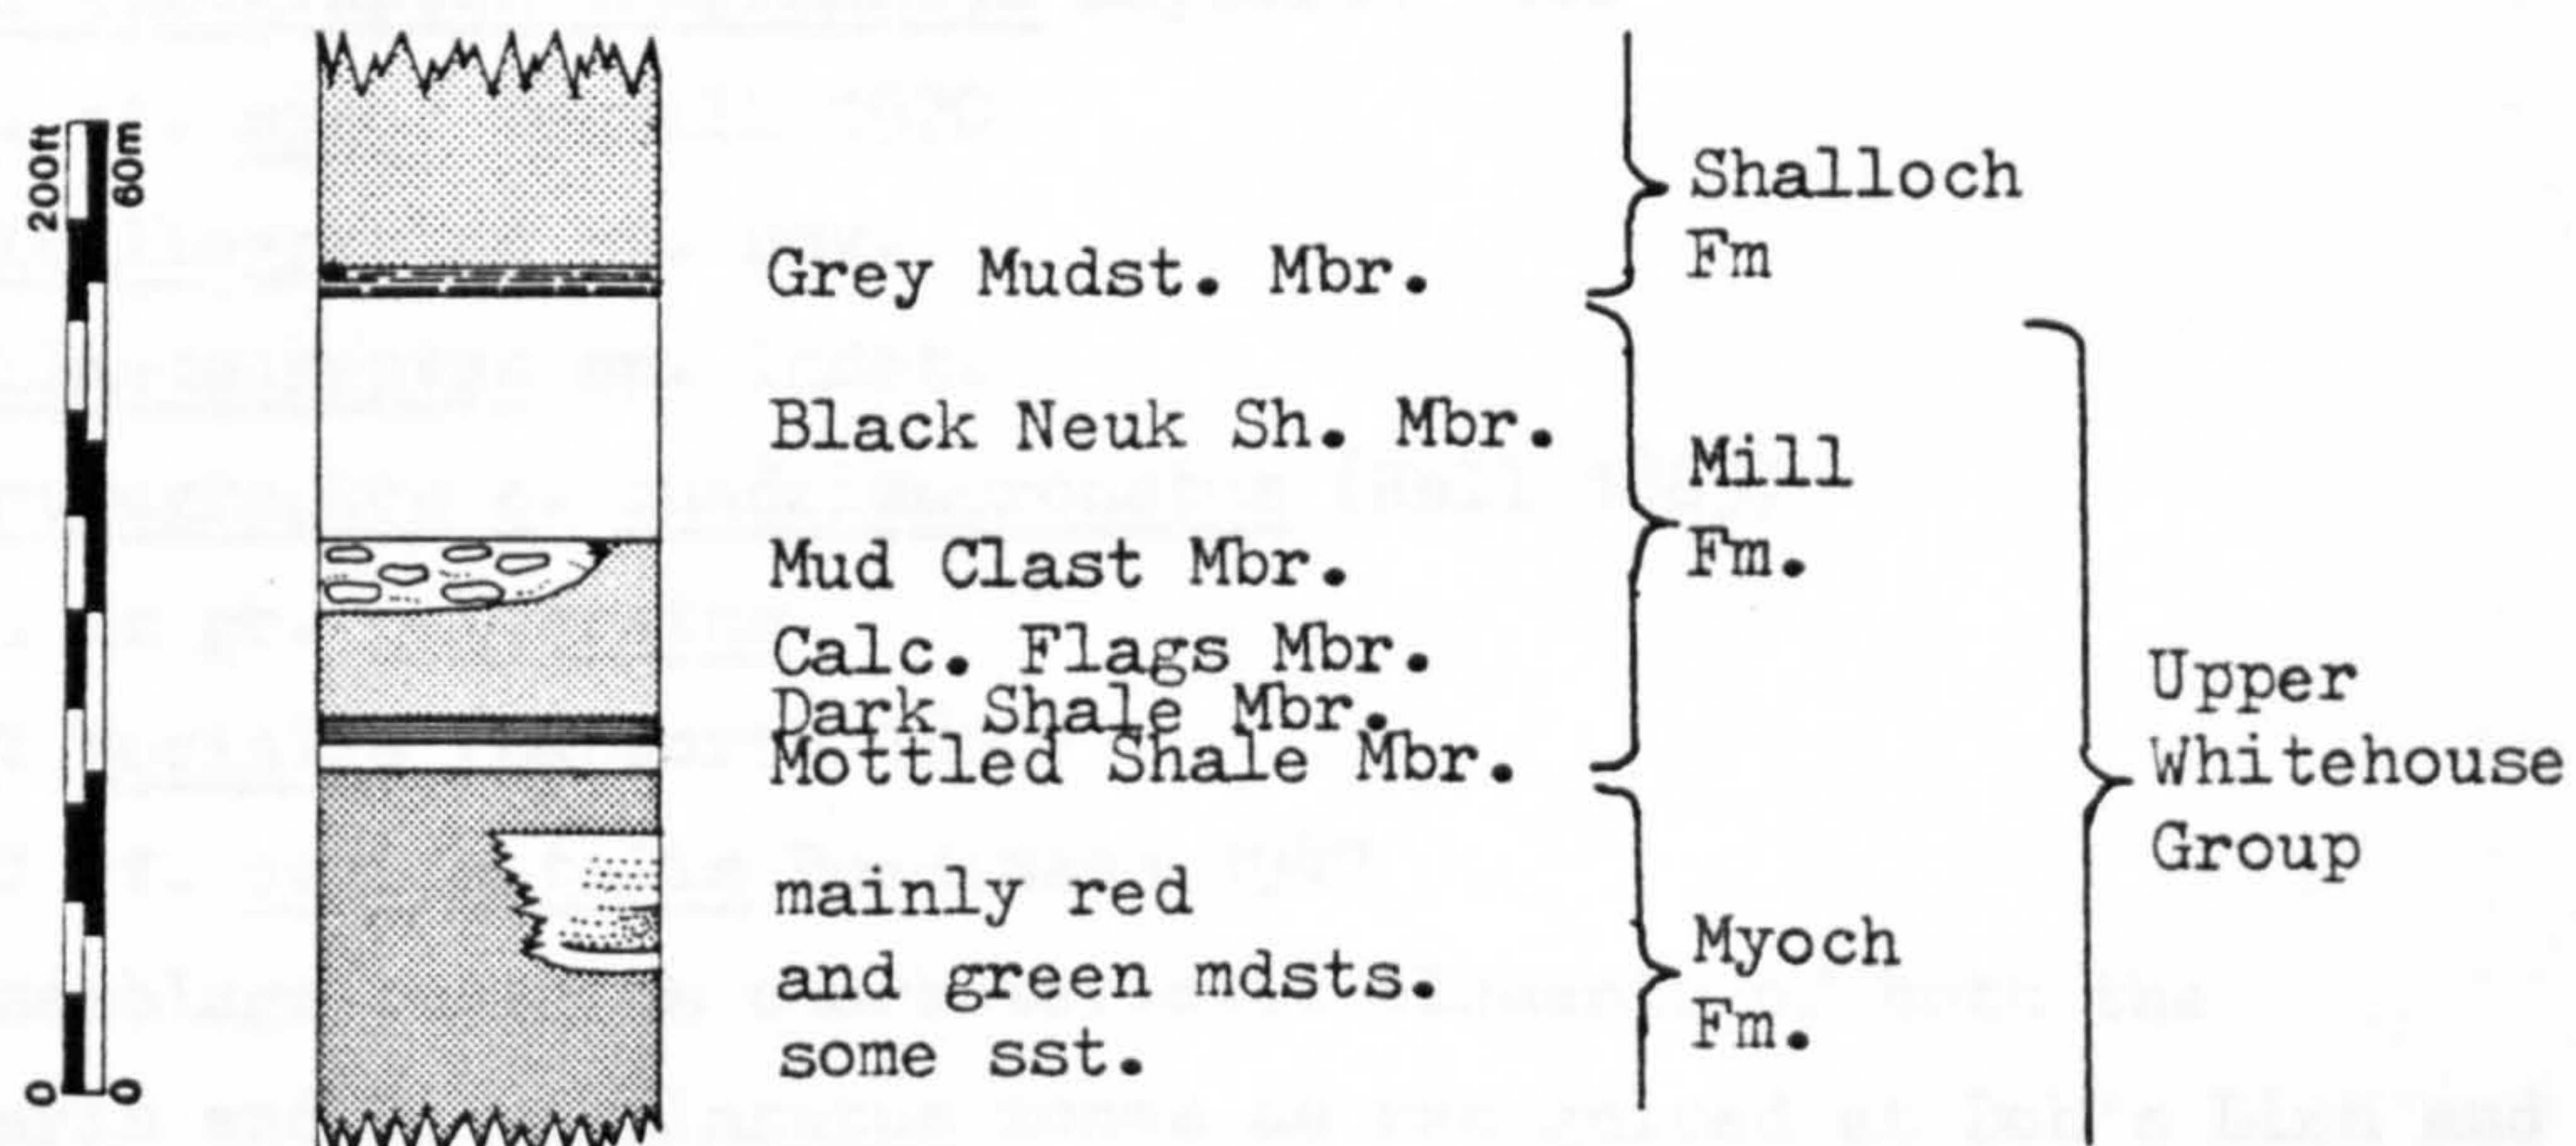 200ft
60m
0
0
Grey Mudst. Mbr.
Black Neuk Sh. Mbr.
Mud Clast Mbr.
Calc. Flags Mbr.
Dark Shale Mbr.
Mottled Shale Mbr.
mainly red
and green mdsts.
some sst.
Shalloch
Fm
Mill
Fm.
Myoch
Fm.
Upper
Whitehouse
Group